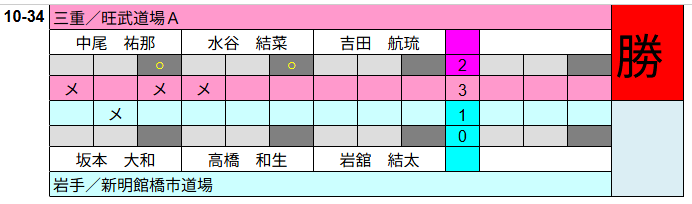 10-34 三重／旺武道場Ａ
勝
中尾　祐那 水谷　結菜 吉田　航琉
○ ○ 2
メ メ メ 3
メ 1
0
坂本　大和 高橋　和生 岩舘　結太
岩手／新明館橋市道場